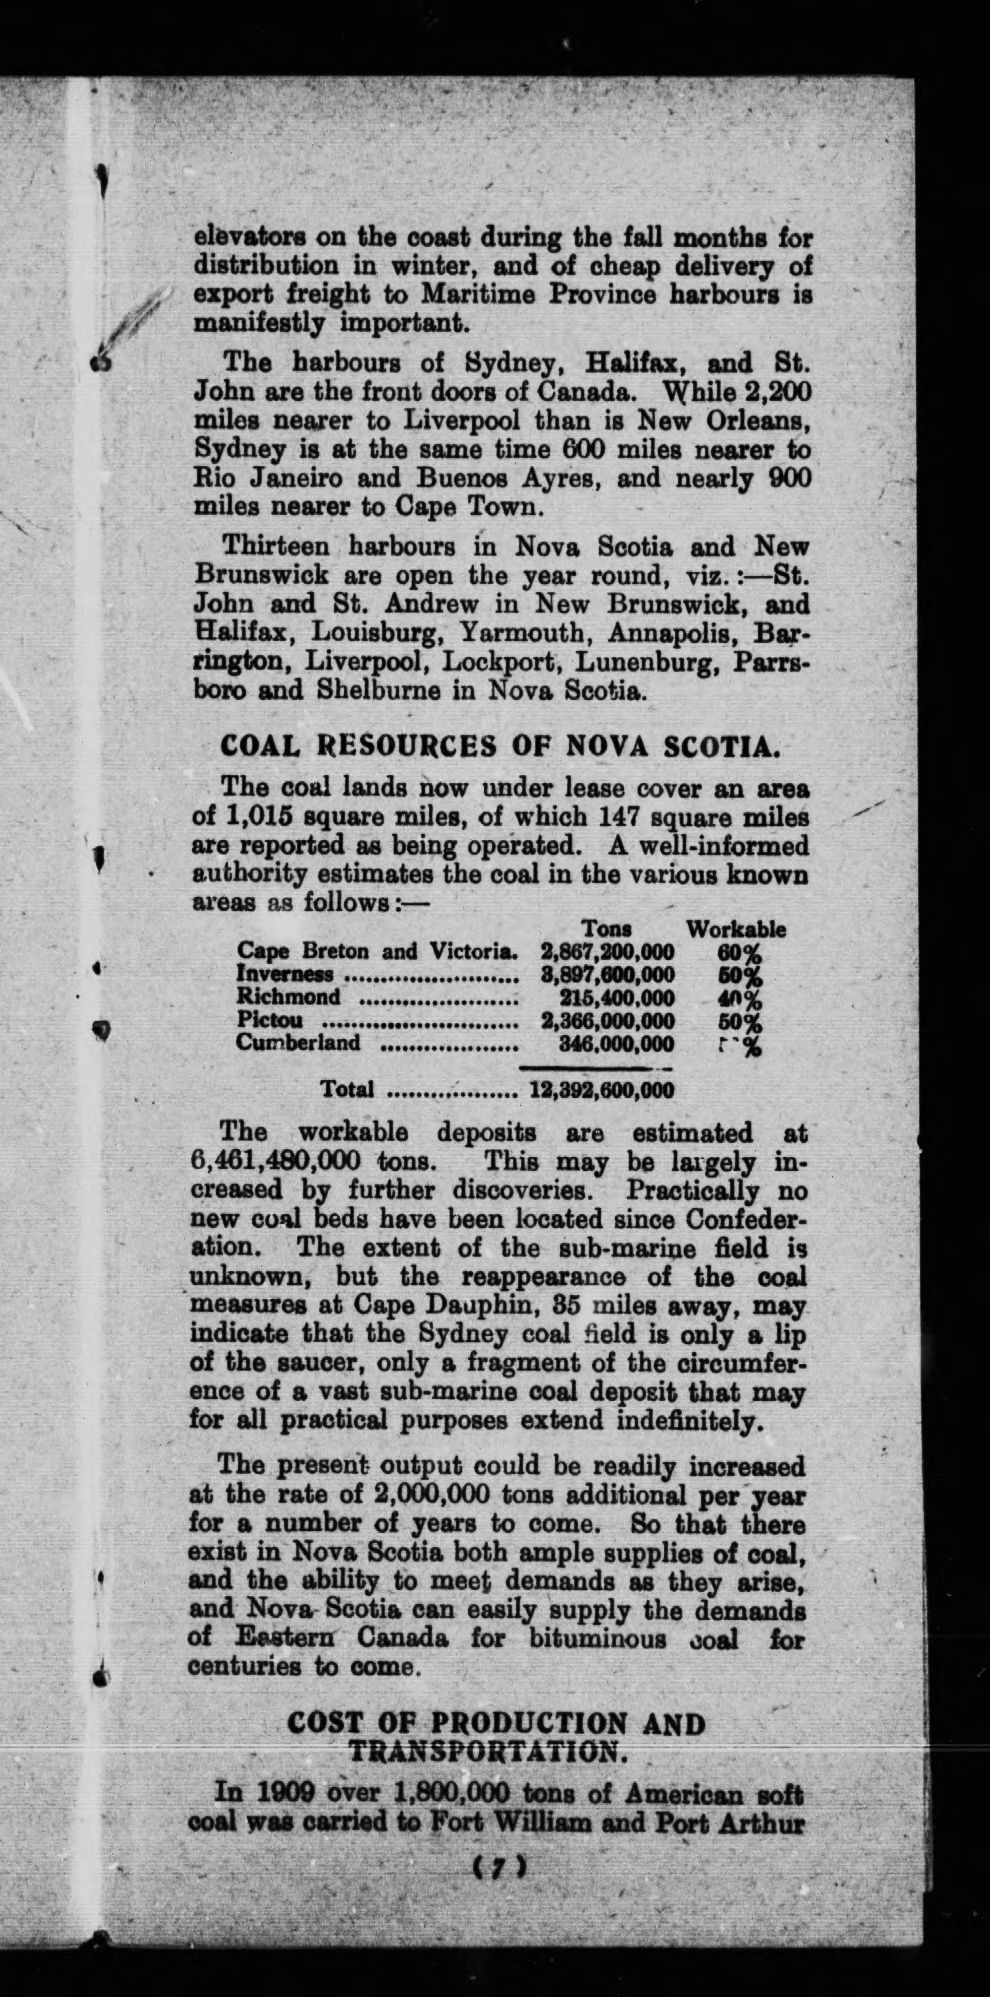 elevators on the coast during the fall months for
distribution in winter, and of cheap delivery of
export freight to Maritime Province harbours is
manifestly important.
The harbours of Sydney, Halifax, and St.
John are the front doors of Canada. While 2,200
miles nearer to Liverpool than is New Orleans,
Sydney is at the same time 600 miles nearer to
Rio Janeiro and Buenos Ayres, and nearly 900
miles nearer to Cape Town.
Thirteen harbours in Nova Scotia and New
Brunswick are open the year round, viz.:—St.
John and St. Andrew in New Brunswick, and
Halifax, Louisburg, Yarmouth, Annapolis, Bar-
rington, Liverpool, Lockport, Lunenburg, Parrs-
boro and Shelburne in Nova Scotia.
COAL RESOURCES OF NOVA SCOTIA.
The coal lands now under lease cover an area
of 1,015 square miles, of which 147 square miles
are reported as being operated. A well-informed
authority estimates the coal in the various known
areas as follows:—
Tons Workable
Cape Breton and Victoria. 2,867,200,000 60%
Inverness ........................ 3,897,600,000 50%
Richmond ...................... 215,400,000 40%
Pictou ........................... 2,366,000,000 50%
Cumberland ................... 346,000,000 %
Total .................. 12,392,600,000
The workable deposits are estimated at
6,461,480,000 tons. This may be largely in-
creased by further discoveries. Practically no
new coal beds have been located since Confeder-
ation. The extent of the sub-marine field is
unknown, but the reappearance of the coal
measures at Cape Dauphin, 35 miles away, may
indicate that the Sydney coal field is only a lip
of the saucer, only a fragment of the circumfer-
ence of a vast sub-marine coal deposit that may
for all practical purposes extend indefinitely.
The present output could be readily increased
at the rate of 2,000,000 tons additional per year
for a number of years to come. So that there
exist in Nova Scotia both ample supplies of coal,
and the ability to meet demands as they arise,
and Nova Scotia can easily supply the demands
of Eastern Canada for bituminous coal for
centuries to come.
COST OF PRODUCTION AND
TRANSPORTATION.
In 1909 over 1,800,000 tons of American soft
coal was carried to Fort William and Port Arthur
(7)